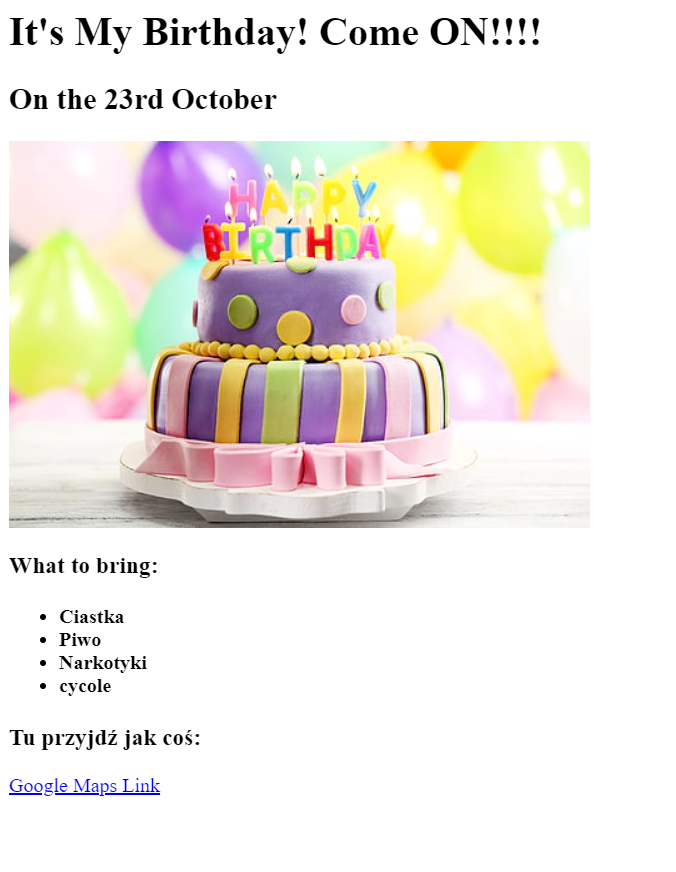 It's My Birthday! Come ON!!!!
On the 23rd October
HAPPY
BIRTHDAY
What to bring:
Ciastka
Piwo
Narkotyki
cycole
Tu przyjdź jak coś:
Google Maps Link